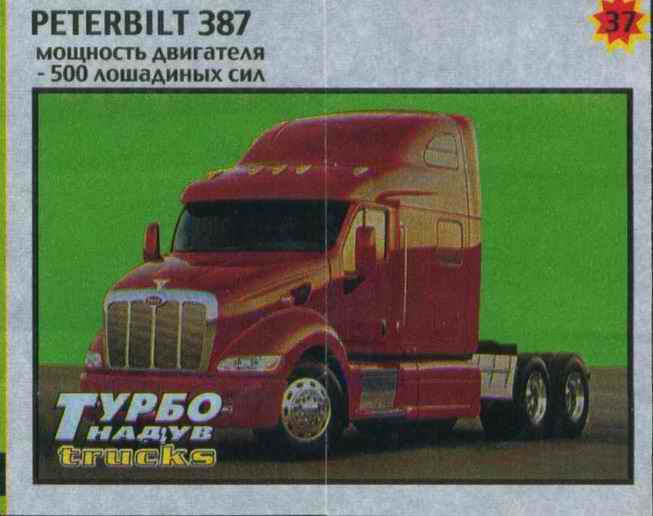 PETERBILT 387
37
мощность двигателя
- 500 лошадиных сил
ТУРБО
НАДУВ
trucks